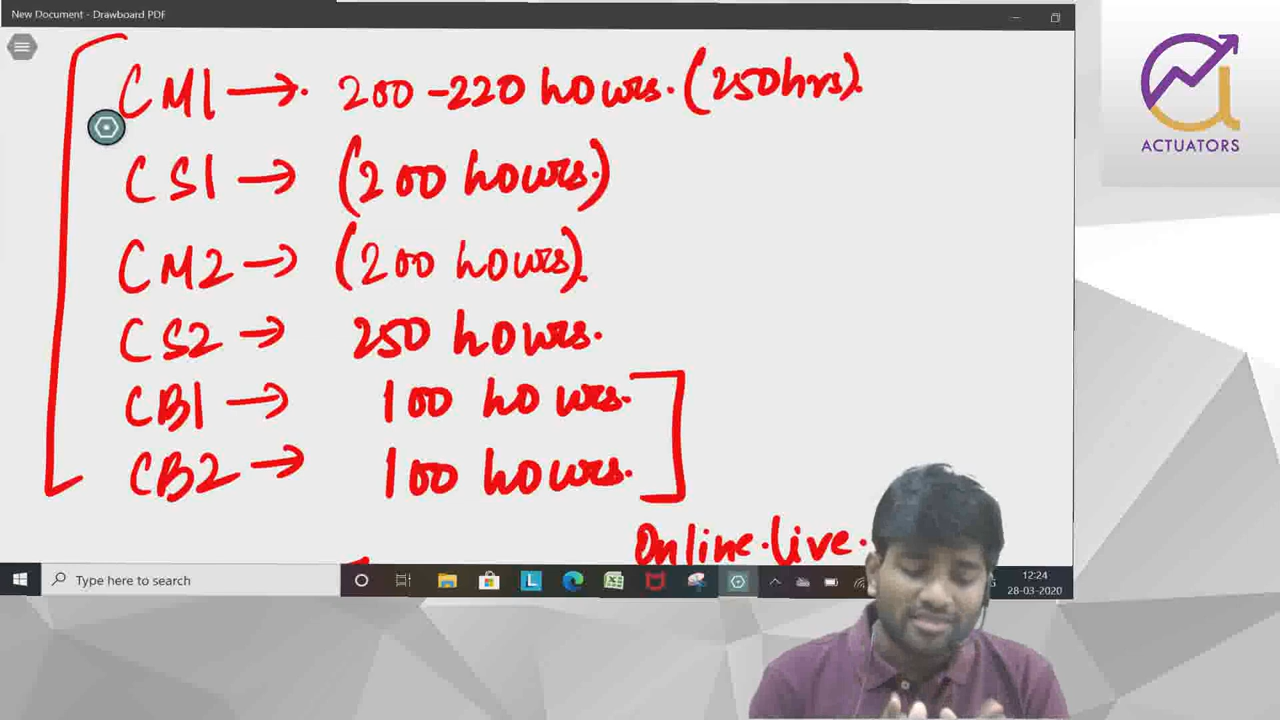 New Document - Drawboard PDF
CM1 → 200-220 hours. (250hrs).
CS1 → (200 hours.)
CM2 → (200 hours).
CS2 → 250 hours.
CB1 → 100 hours.
CB2 → 100 hours.
Online live.
ACTUATORS
Type here to search
12:24
28-03-2020